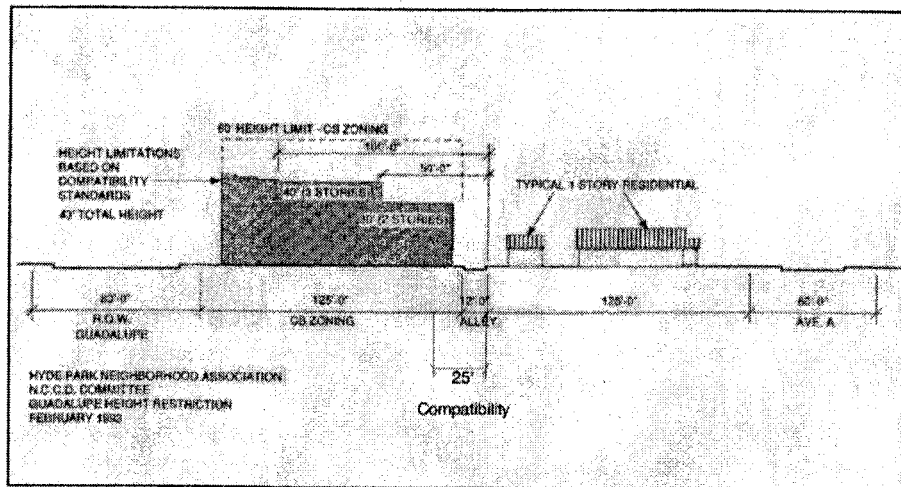 60' HEIGHT LIMIT - CS ZONING
100'-0"
50'-0"
HEIGHT LIMITATIONS
BASED ON
COMPATIBILITY
STANDARDS
43' TOTAL HEIGHT
40' (3 STORIES)
30' (2 STORIES)
TYPICAL 1 STORY RESIDENTIAL
80'-0"
125'-0"
12'-0"
125'-0"
60'-0"
R.O.W.
GUADALUPE
CS ZONING
ALLEY
AVE. A
25'
Compatibility
HYDE PARK NEIGHBORHOOD ASSOCIATION
N.C.C.D. COMMITTEE
GUADALUPE HEIGHT RESTRICTION
FEBRUARY